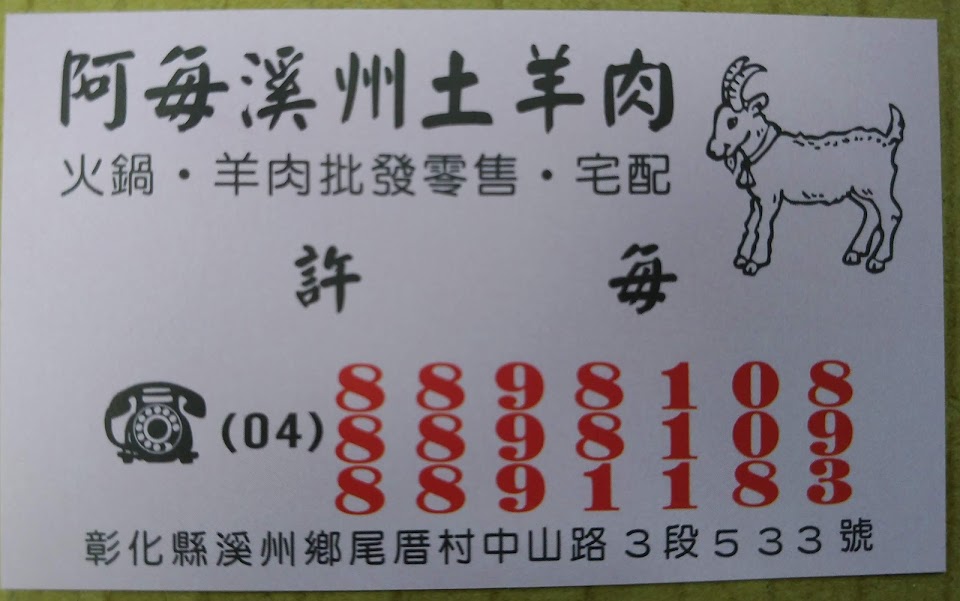 阿每溪州土羊肉
火鍋・羊肉批發零售・宅配
許 每
(04) 8898108
8898109
8891183
彰化縣溪州鄉尾厝村中山路3段533號